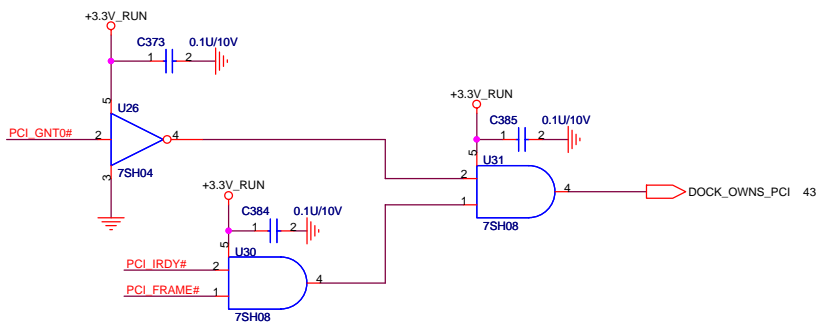 +3.3V_RUN
C373 0.1U/10V
1 2
5 U26
PCI_GNT0# 2 4
3 7SH04
+3.3V_RUN
C385 0.1U/10V
1 2
5 U31
2
1
4 DOCK_OWNS_PCI 43
7SH08
+3.3V_RUN
C384 0.1U/10V
1 2
5 U30
PCI_IRDY# 2
4
PCI_FRAME# 1
7SH08